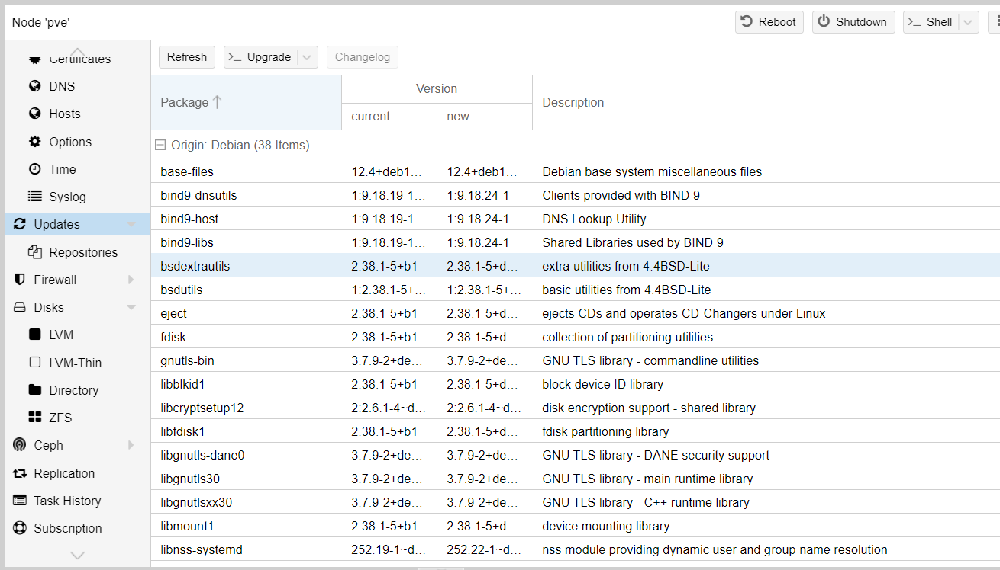 Node 'pve'
Reboot
Shutdown
>_ Shell
Certificates
DNS
Hosts
Options
Time
Syslog
Updates
Repositories
Firewall
Disks
LVM
LVM-Thin
Directory
ZFS
Ceph
Replication
Task History
Subscription
Refresh
>_ Upgrade
Changelog
Package ↑
Version
current
new
Description
Origin: Debian (38 Items)
base-files 12.4+deb1… 12.4+deb1… Debian base system miscellaneous files
bind9-dnsutils 1:9.18.19-1… 1:9.18.24-1 Clients provided with BIND 9
bind9-host 1:9.18.19-1… 1:9.18.24-1 DNS Lookup Utility
bind9-libs 1:9.18.19-1… 1:9.18.24-1 Shared Libraries used by BIND 9
bsdextrautils 2.38.1-5+b1 2.38.1-5+d… extra utilities from 4.4BSD-Lite
bsdutils 1:2.38.1-5+… 1:2.38.1-5+… basic utilities from 4.4BSD-Lite
eject 2.38.1-5+b1 2.38.1-5+d… ejects CDs and operates CD-Changers under Linux
fdisk 2.38.1-5+b1 2.38.1-5+d… collection of partitioning utilities
gnutls-bin 3.7.9-2+de… 3.7.9-2+de… GNU TLS library - commandline utilities
libblkid1 2.38.1-5+b1 2.38.1-5+d… block device ID library
libcryptsetup12 2:2.6.1-4~d… 2:2.6.1-4~d… disk encryption support - shared library
libfdisk1 2.38.1-5+b1 2.38.1-5+d… fdisk partitioning library
libgnutls-dane0 3.7.9-2+de… 3.7.9-2+de… GNU TLS library - DANE security support
libgnutls30 3.7.9-2+de… 3.7.9-2+de… GNU TLS library - main runtime library
libgnutlsxx30 3.7.9-2+de… 3.7.9-2+de… GNU TLS library - C++ runtime library
libmount1 2.38.1-5+b1 2.38.1-5+d… device mounting library
libnss-systemd 252.19-1~d… 252.22-1~d… nss module providing dynamic user and group name resolution